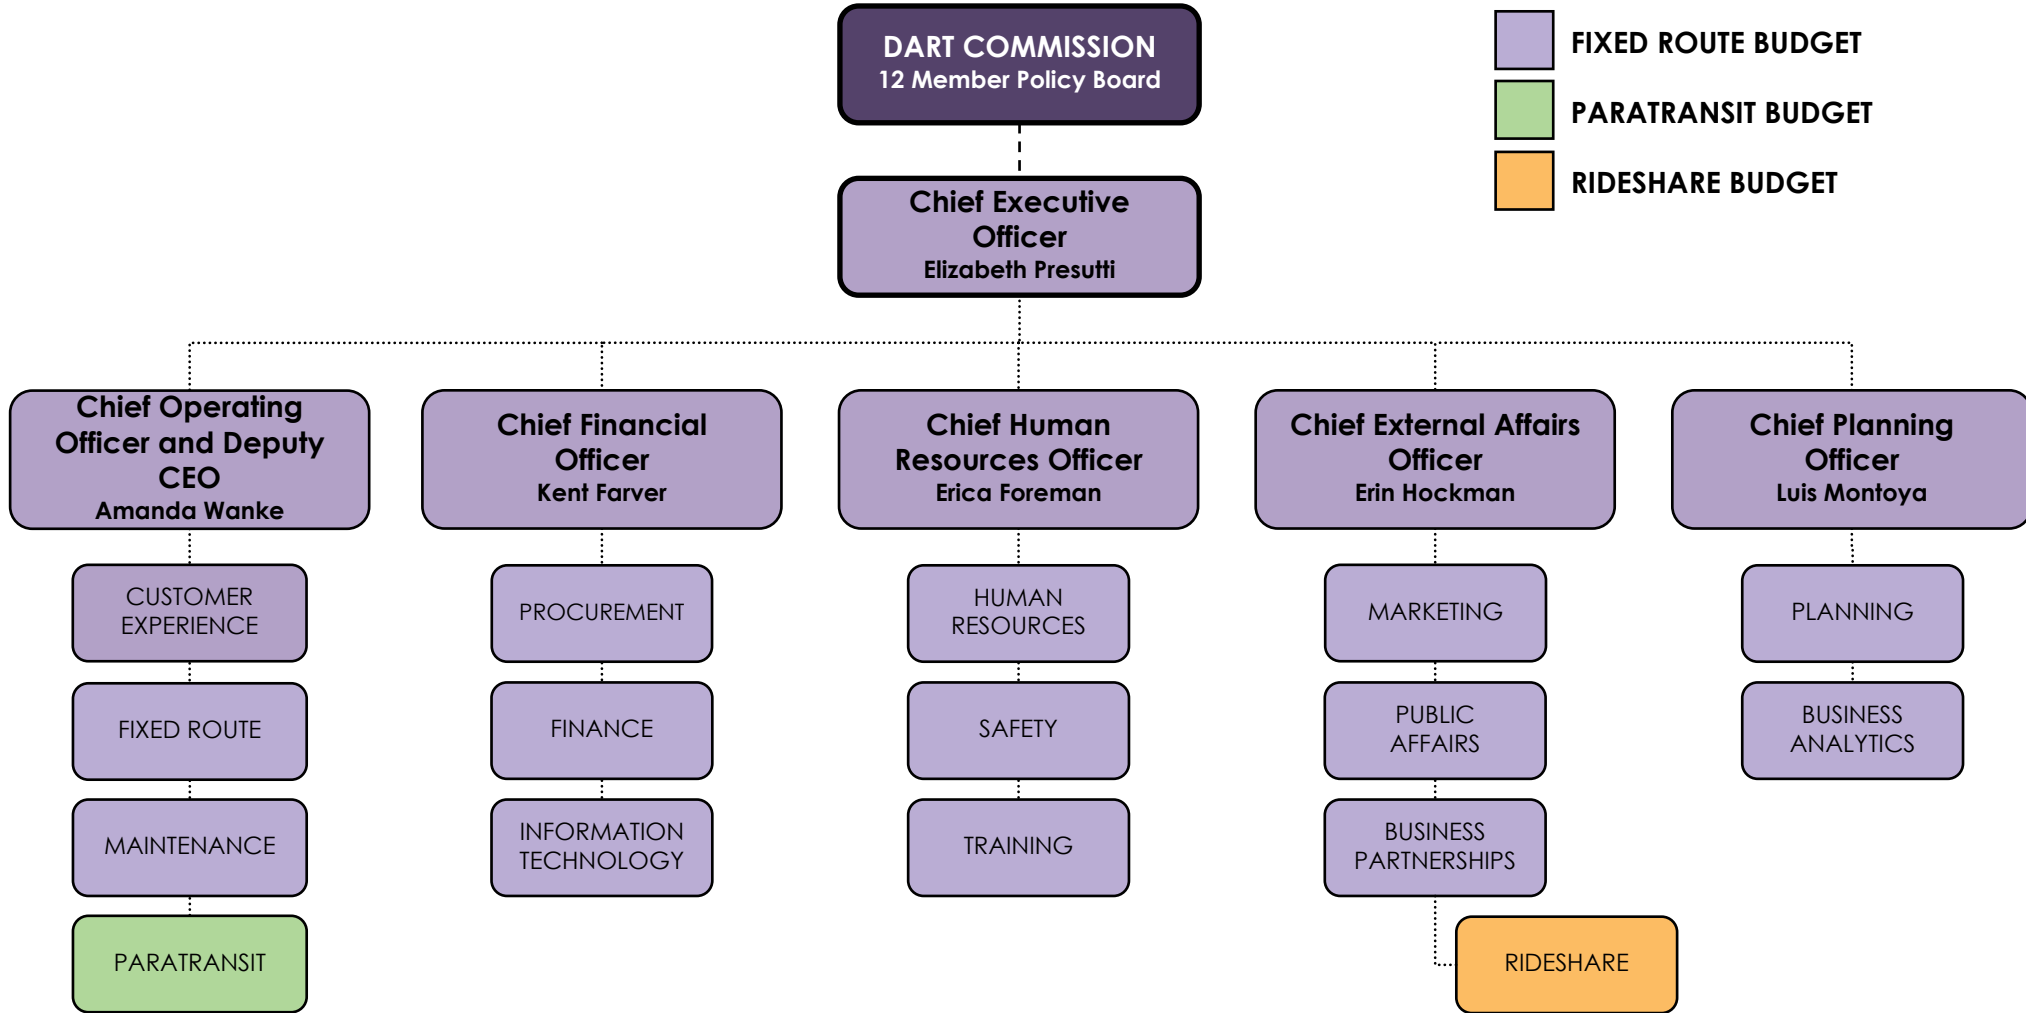 DART COMMISSION
12 Member Policy Board
FIXED ROUTE BUDGET
PARATRANSIT BUDGET
RIDESHARE BUDGET
Chief Executive
Officer
Elizabeth Presutti
Chief Operating
Officer and Deputy
CEO
Amanda Wanke
Chief Financial
Officer
Kent Farver
Chief Human
Resources Officer
Erica Foreman
Chief External Affairs
Officer
Erin Hockman
Chief Planning
Officer
Luis Montoya
CUSTOMER
EXPERIENCE
FIXED ROUTE
MAINTENANCE
PARATRANSIT
PROCUREMENT
FINANCE
INFORMATION
TECHNOLOGY
HUMAN
RESOURCES
SAFETY
TRAINING
MARKETING
PUBLIC
AFFAIRS
BUSINESS
PARTNERSHIPS
RIDESHARE
PLANNING
BUSINESS
ANALYTICS